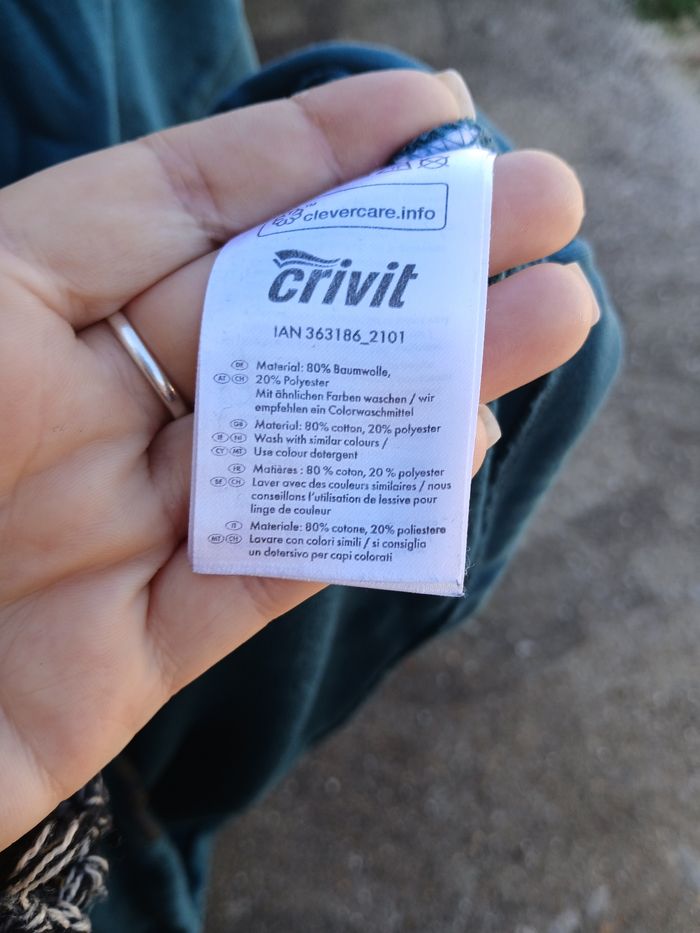 clevercare.info
crivit
IAN 363186_2101
DE Material: 80% Baumwolle,
AT CH 20% Polyester
Mit ähnlichen Farben waschen / wir
empfehlen ein Colorwaschmittel
GB Material: 80% cotton, 20% polyester
IE NI Wash with similar colours /
CY MT Use colour detergent
FR Matières : 80 % coton, 20 % polyester
BE CH Laver avec des couleurs similaires / nous
conseillons l'utilisation de lessive pour
linge de couleur
IT Materiale: 80% cotone, 20% poliestere
MT CH Lavare con colori simili / si consiglia
un detersivo per capi colorati